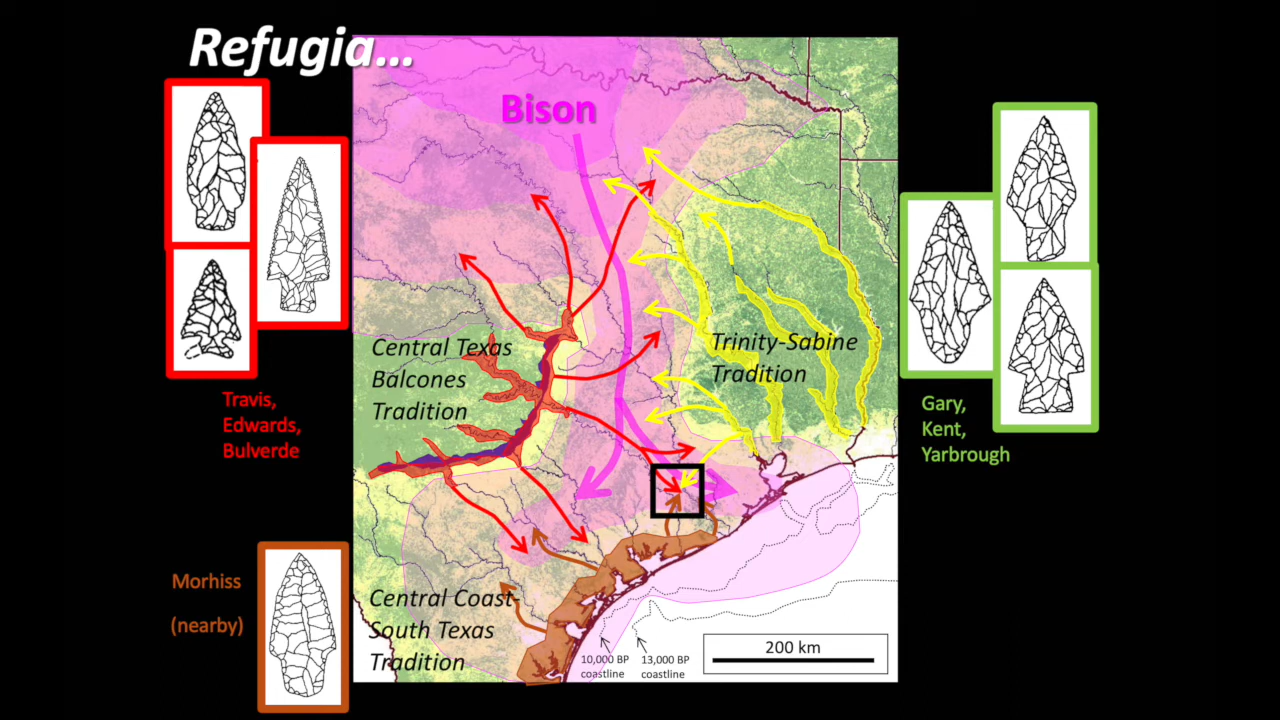 Refugia...
Bison
Central Texas
Balcones
Tradition
Trinity-Sabine
Tradition
Travis,
Edwards,
Bulverde
Gary,
Kent,
Yarbrough
Morhiss
(nearby)
Central Coast-
South Texas
Tradition
10,000 BP
coastline
13,000 BP
coastline
200 km